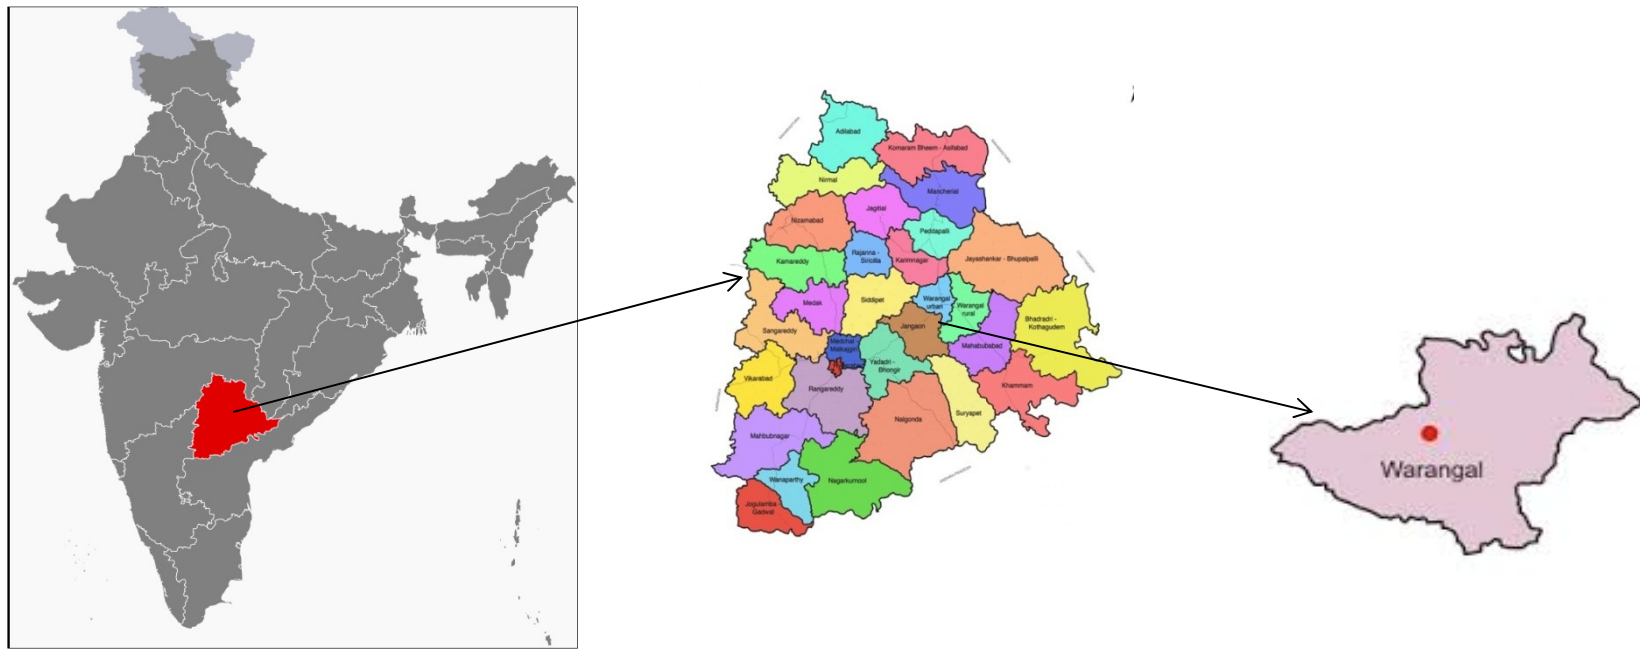 Adilabad
Komaram Bheem - Asifabad
Nirmal
Mancherial
Jagitial
Nizamabad
Peddapalli
Rajanna -
Sircilla
Karimnagar
Jayashankar - Bhupalpalli
Kamareddy
Medak
Siddipet
Warangal
urban
Warangal
rural
Bhadradri -
Kothagudem
Sangareddy
Jangaon
Mahabubabad
Medchal
Malkajgiri
Yadadri -
Bhongir
Vikarabad
Rangareddy
Khammam
Nalgonda
Suryapet
Mahbubnagar
Wanaparthy
Nagarkurnool
Jogulamba
Gadwal
Warangal